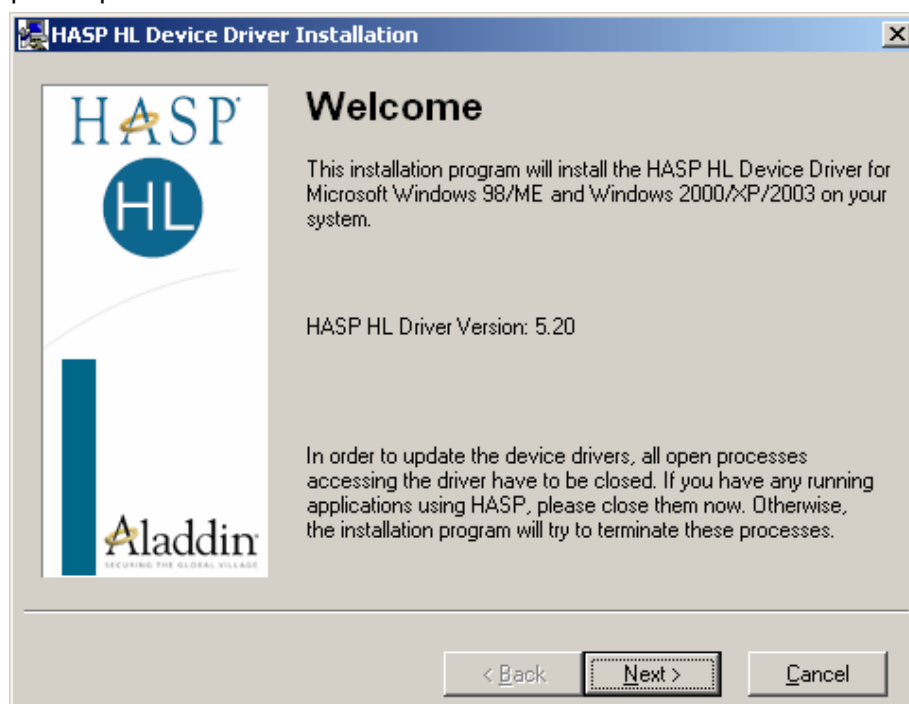 HASP HL Device Driver Installation
HASP
HL
Welcome
This installation program will install the HASP HL Device Driver for
Microsoft Windows 98/ME and Windows 2000/XP/2003 on your
system.
HASP HL Driver Version: 5.20
In order to update the device drivers, all open processes
accessing the driver have to be closed. If you have any running
applications using HASP, please close them now. Otherwise,
the installation program will try to terminate these processes.
Aladdin
SECURING THE GLOBAL VILLAGE
< Back
Next >
Cancel